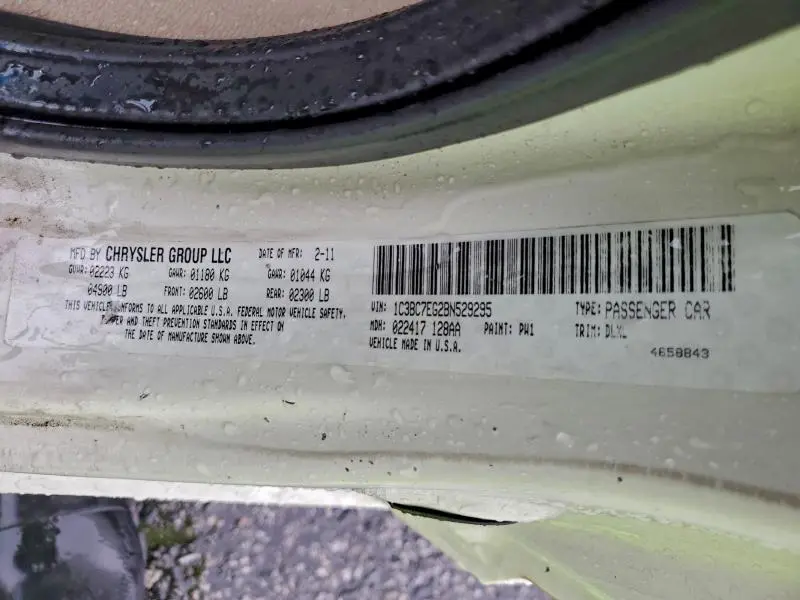 MFD BY CHRYSLER GROUP LLC DATE OF MFR: 2-11
GVWR: 02223 KG GAWR: 01180 KG GAWR: 01044 KG
04900 LB FRONT: 02600 LB REAR: 02300 LB
THIS VEHICLE CONFORMS TO ALL APPLICABLE U.S.A. FEDERAL MOTOR VEHICLE SAFETY,
BUMPER AND THEFT PREVENTION STANDARDS IN EFFECT ON
THE DATE OF MANUFACTURE SHOWN ABOVE.
VIN: 1C3BC7EG2BN529295 TYPE: PASSENGER CAR
MDH: 022417 128AA PAINT: PW1 TRIM: DLXL
VEHICLE MADE IN U.S.A. 4658843